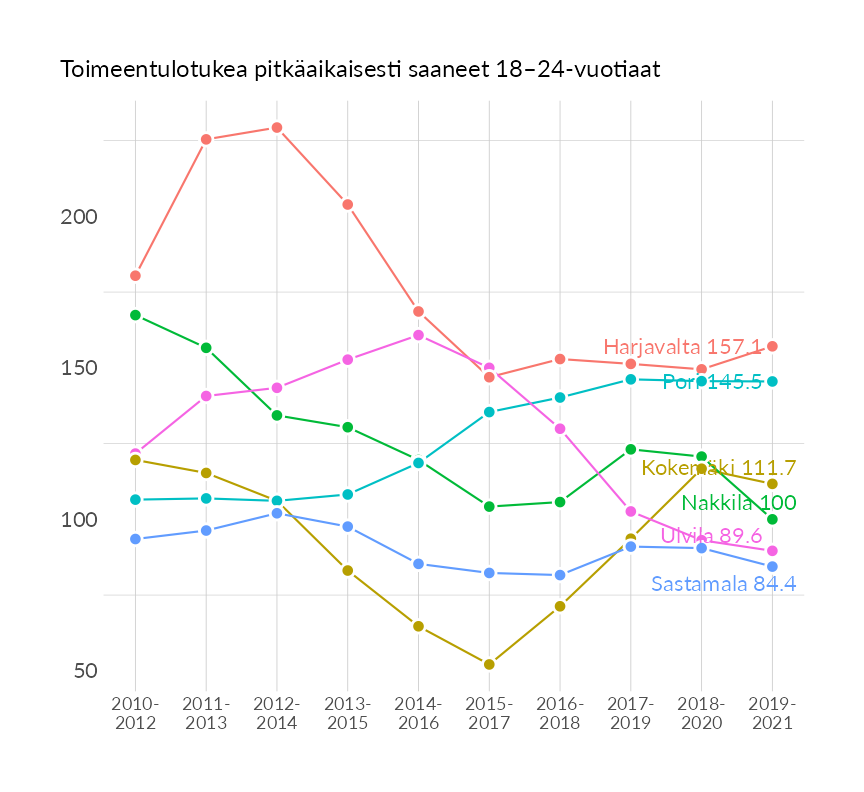 Toimeentulotukea pitkäaikaisesti saaneet 18–24-vuotiaat
200
150
100
50
Harjavalta 157.1
Pori 145.5
Kokemäki 111.7
Nakkila 100
Ulvila 89.6
Sastamala 84.4
2010- 2011- 2012- 2013- 2014- 2015- 2016- 2017- 2018- 2019-
2012 2013 2014 2015 2016 2017 2018 2019 2020 2021